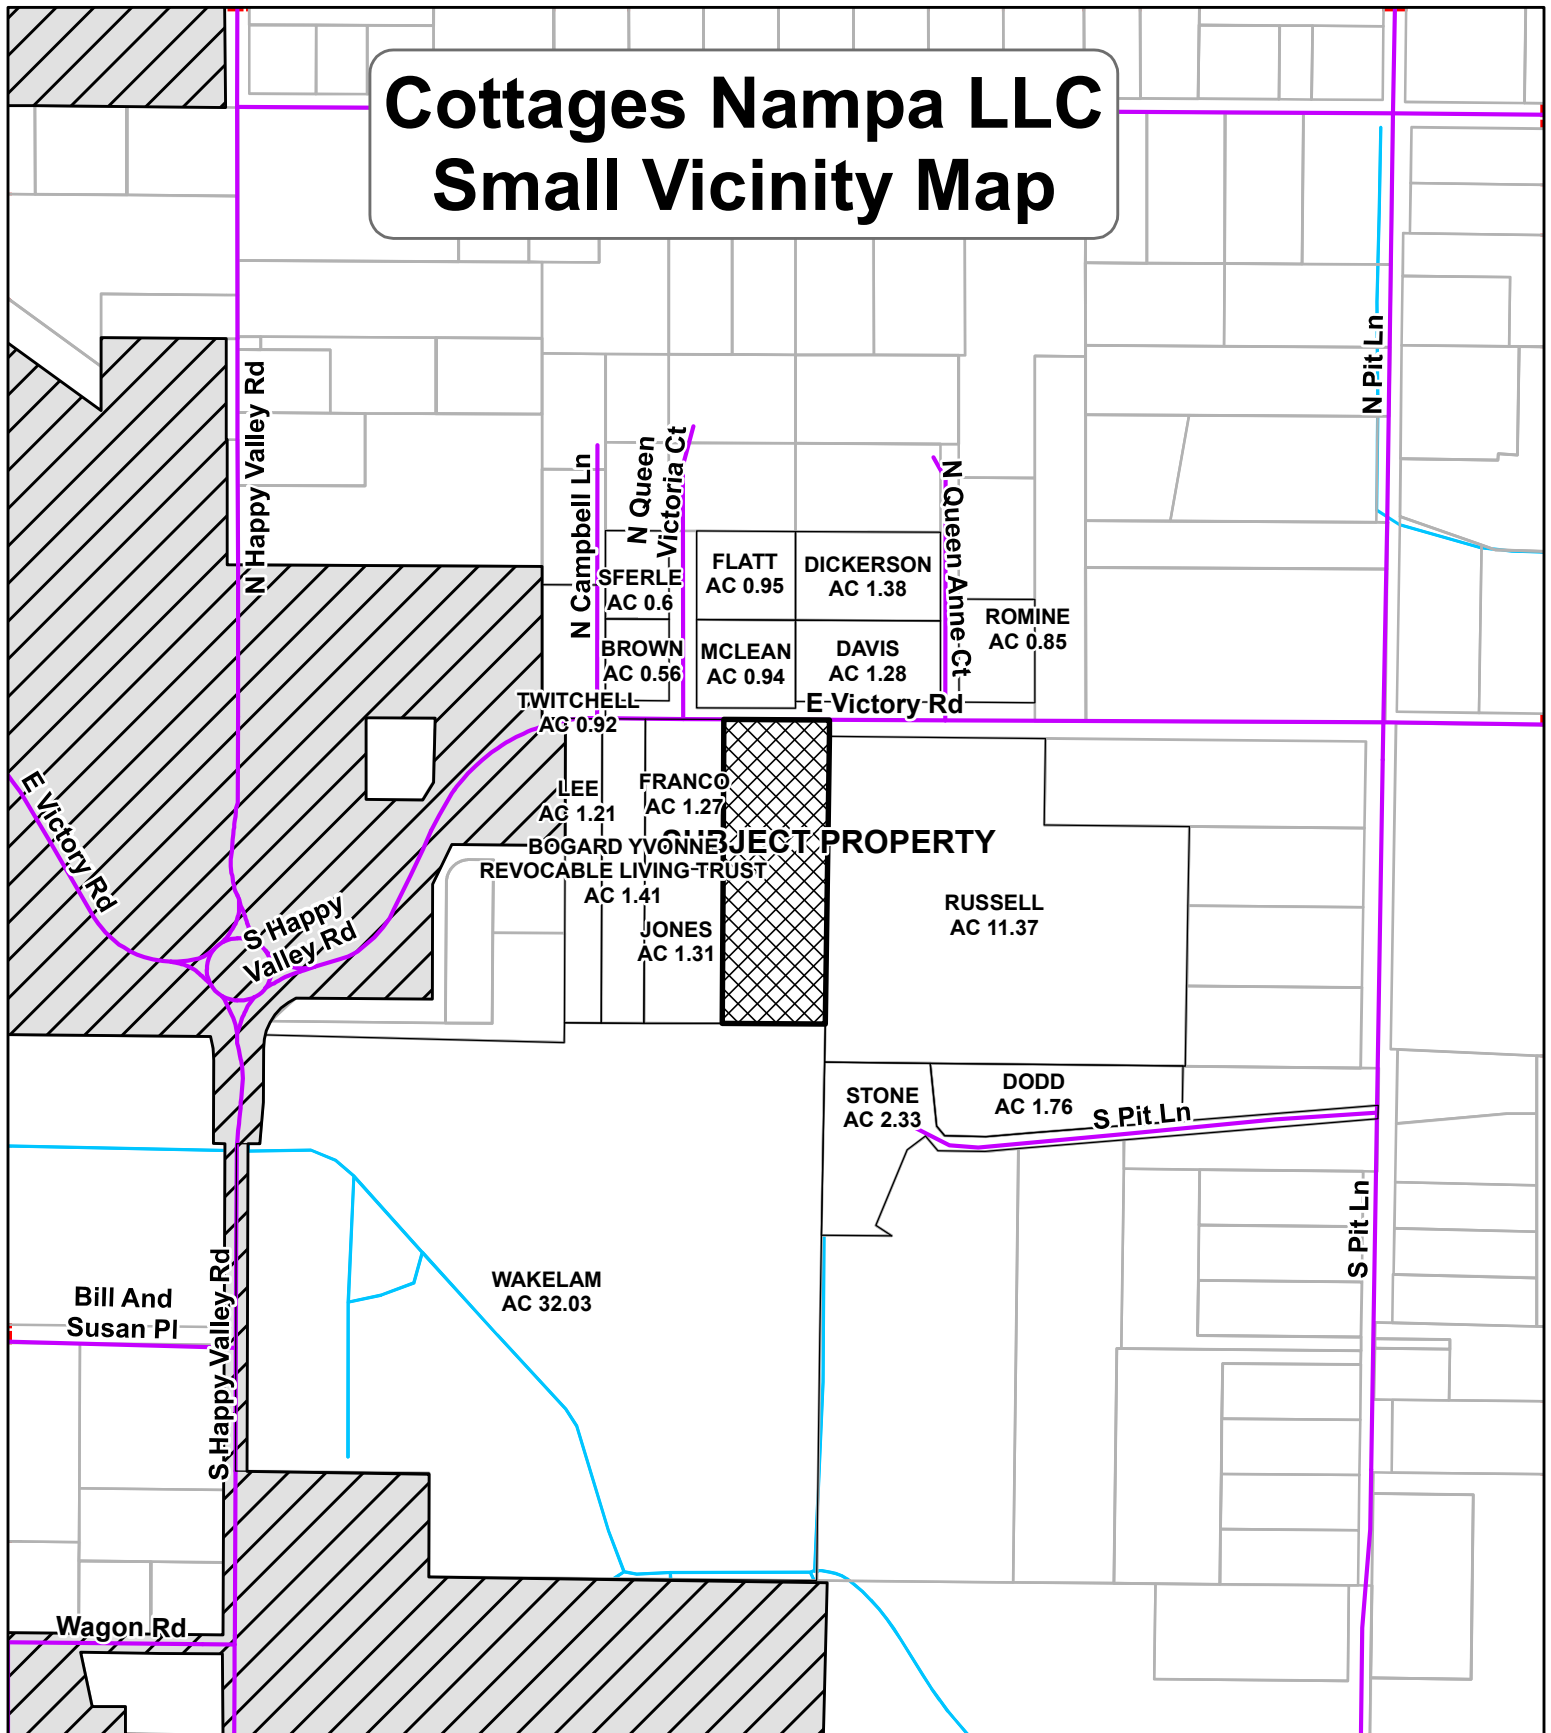 Cottages Nampa LLC
Small Vicinity Map
N Pit Ln
N Happy Valley Rd
N Campbell Ln
N Queen
Victoria Ct
N Queen Anne Ct
SFERLE
AC 0.6
FLATT
AC 0.95
DICKERSON
AC 1.38
ROMINE
AC 0.85
BROWN
AC 0.56
MCLEAN
AC 0.94
DAVIS
AC 1.28
TWITCHELL
AC 0.92
E Victory Rd
E Victory Rd
LEE
AC 1.21
FRANCO
AC 1.27
SUBJECT PROPERTY
BOGARD YVONNE
REVOCABLE LIVING TRUST
AC 1.41
JONES
AC 1.31
RUSSELL
AC 11.37
S Happy
Valley Rd
STONE
AC 2.33
DODD
AC 1.76
S Pit Ln
S Pit Ln
WAKELAM
AC 32.03
Bill And
Susan Pl
S Happy Valley Rd
Wagon Rd